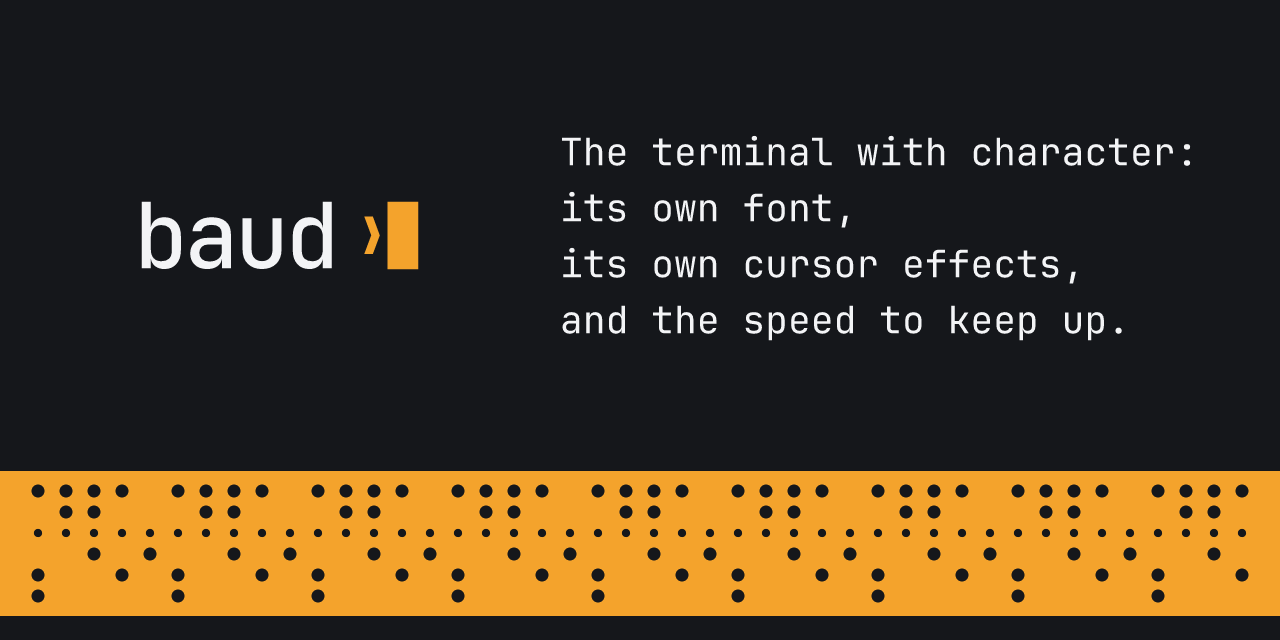 baud ›
The terminal with character:
its own font,
its own cursor effects,
and the speed to keep up.